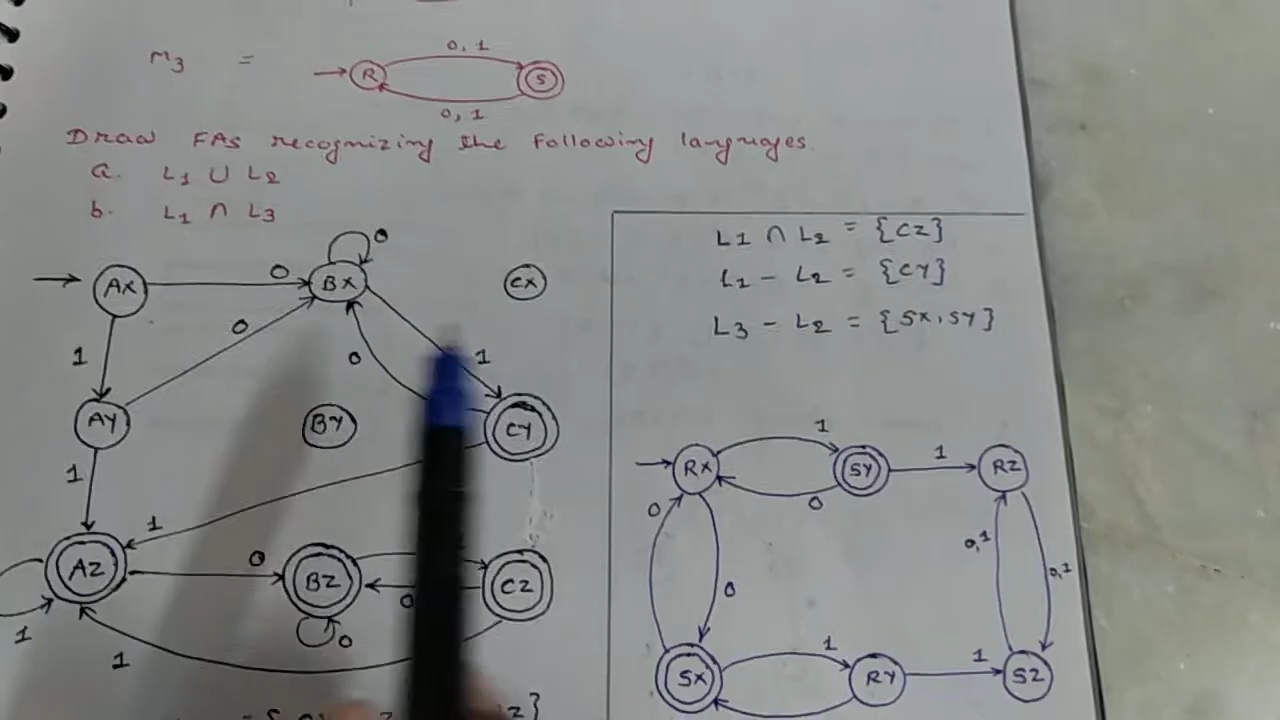 M3 =
0, 1
R
S
0, 1
Draw FAs recognizing the following languages.
a. L1 ∪ L2
b. L1 ∩ L3
L1 ∩ L2 = {CZ}
L1 - L2 = {CY}
L3 - L2 = {SX, SY}
0
AX
0
BX
CX
1
0
0
1
AY
BY
CY
1
1
AZ
0
BZ
CZ
0
1
0
1
RX
1
SY
1
RZ
0
0
0,1
0,1
0
SX
1
RY
1
SZ